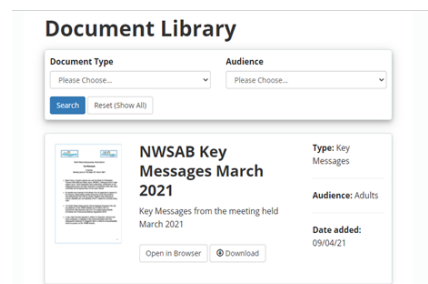 Document Library
Document Type
Audience
Please Choose...
Please Choose...
Search
Reset (Show All)
NWSAB Key
Messages March
2021
Key Messages from the meeting held
March 2021
Open in Browser
Download
Type: Key
Messages
Audience: Adults
Date added:
09/04/21